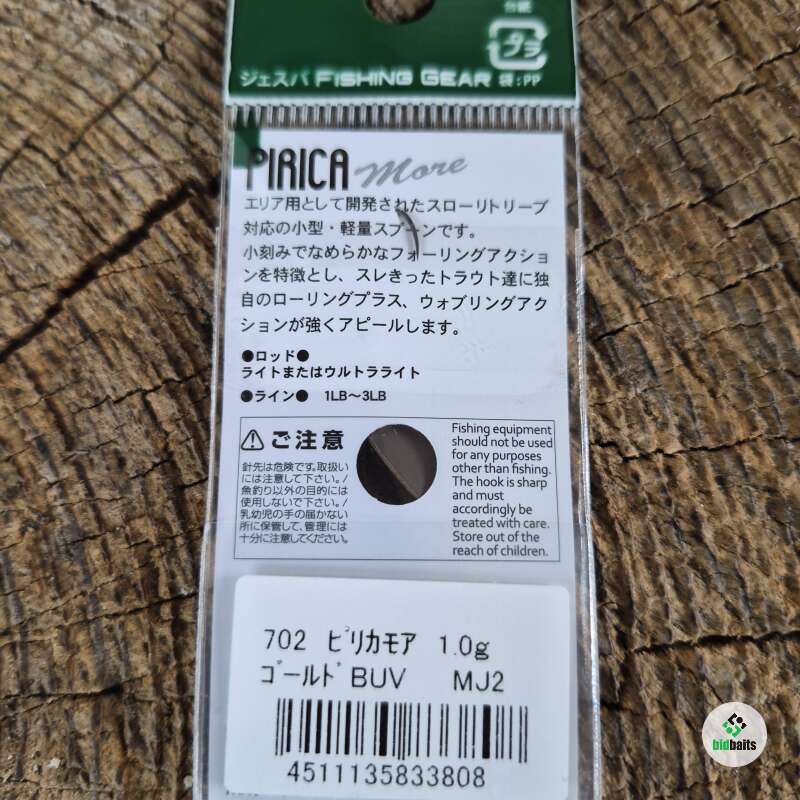 プラ
ジェスパ FISHING GEAR 袋:PP
PIRICA more
エリア用として開発されたスローリトリーブ
対応の小型・軽量スプーンです。
小刻みでなめらかなフォーリングアクショ
ンを特徴とし、スレきったトラウト達に独
自のローリングプラス、ウォブリングアク
ションが強くアピールします。
●ロッド●
ライトまたはウルトラライト
●ライン● 1LB〜3LB
⚠ご注意
針先は危険です。取扱い
には注意して下さい。/
魚釣り以外の目的には
使用しないで下さい。/
乳幼児の手の届かない
所に保管して、管理には
十分に注意してください。
Fishing equipment
should not be used
for any purposes
other than fishing.
The hook is sharp
and must
accordingly be
treated with care.
Store out of the
reach of children.
702 ピリカモア 1.0g
ゴールド BUV MJ2
4511135833808
bidbaits